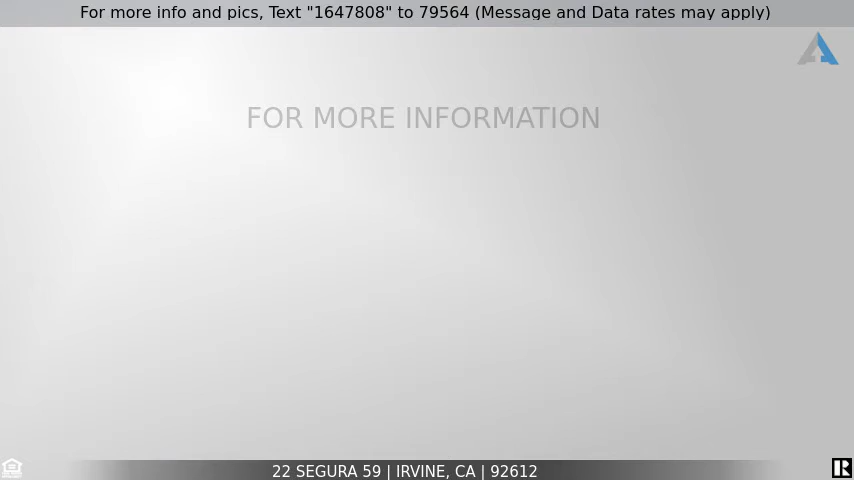 For more info and pics, Text "1647808" to 79564 (Message and Data rates may apply)
FOR MORE INFORMATION
22 SEGURA 59 | IRVINE, CA | 92612